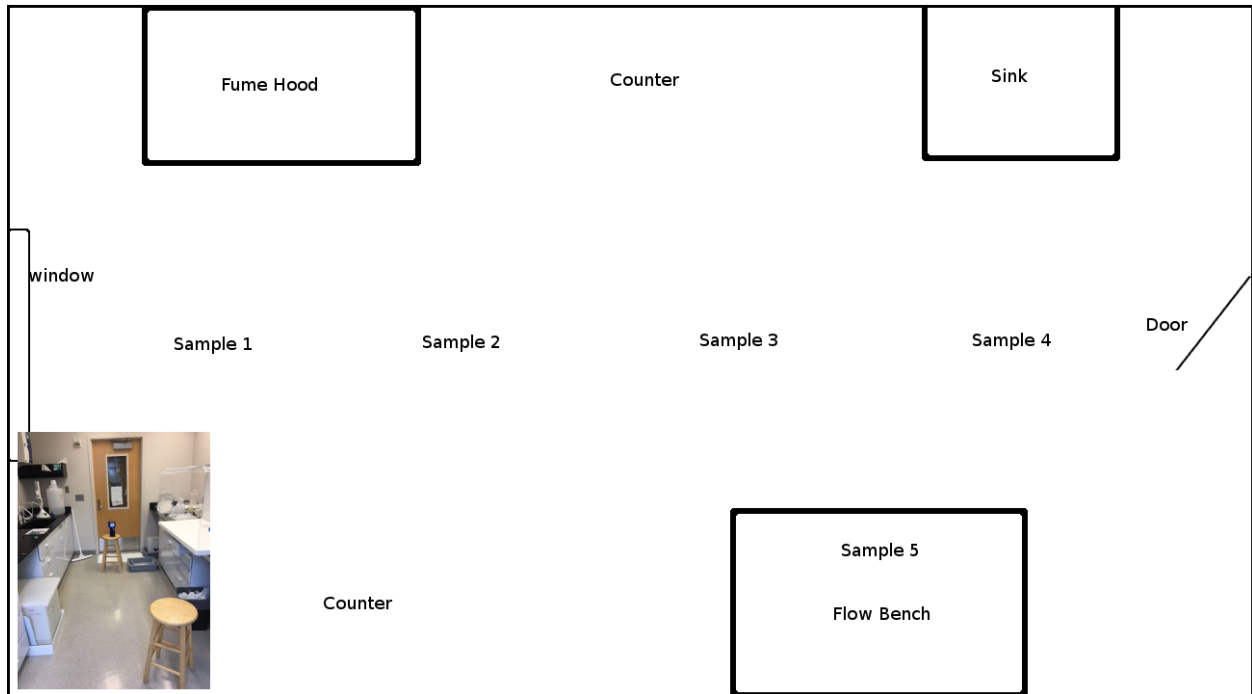 Fume Hood
Counter
Sink
window
Sample 1
Sample 2
Sample 3
Sample 4
Door
Sample 5
Counter
Flow Bench